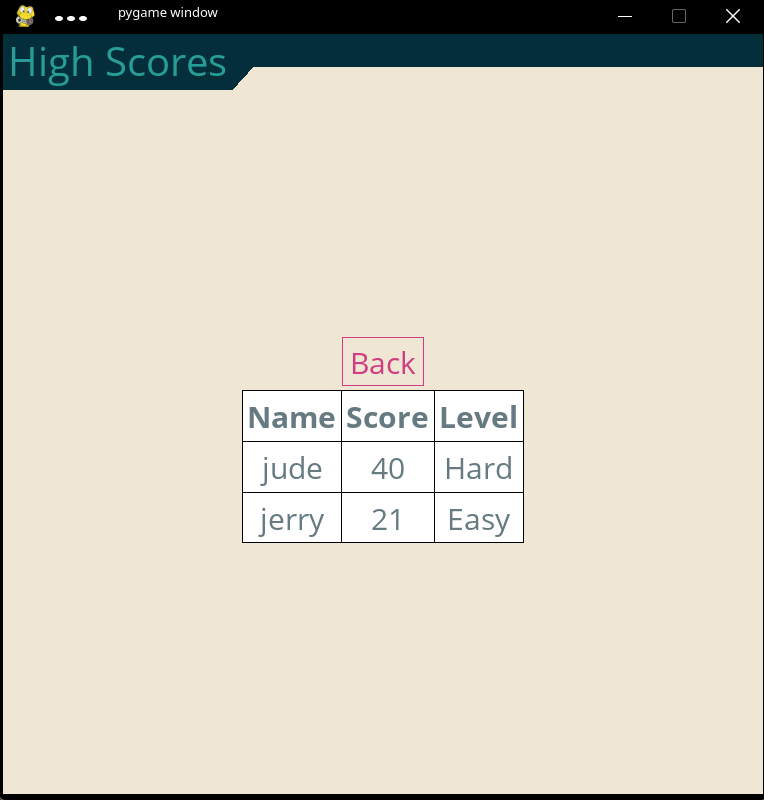 pygame window
High Scores
Back
Name Score Level
jude 40 Hard
jerry 21 Easy